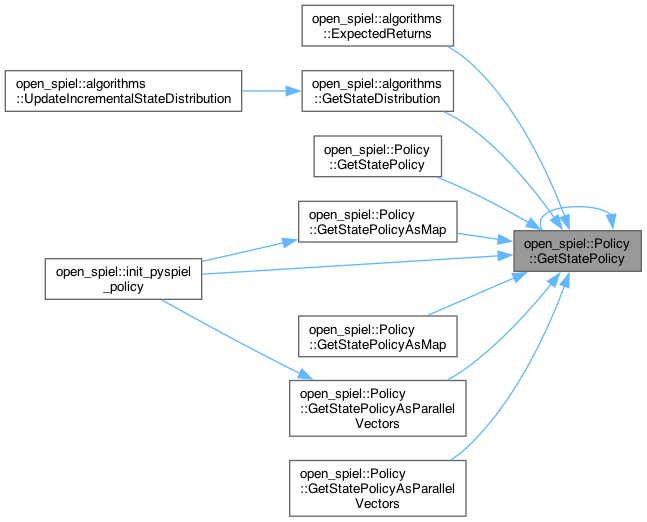 open_spiel::algorithms
::ExpectedReturns
open_spiel::algorithms
::UpdateIncrementalStateDistribution
open_spiel::algorithms
::GetStateDistribution
open_spiel::Policy
::GetStatePolicy
open_spiel::Policy
::GetStatePolicyAsMap
open_spiel::Policy
::GetStatePolicy
open_spiel::init_pyspiel
_policy
open_spiel::Policy
::GetStatePolicyAsMap
open_spiel::Policy
::GetStatePolicyAsParallel
Vectors
open_spiel::Policy
::GetStatePolicyAsParallel
Vectors